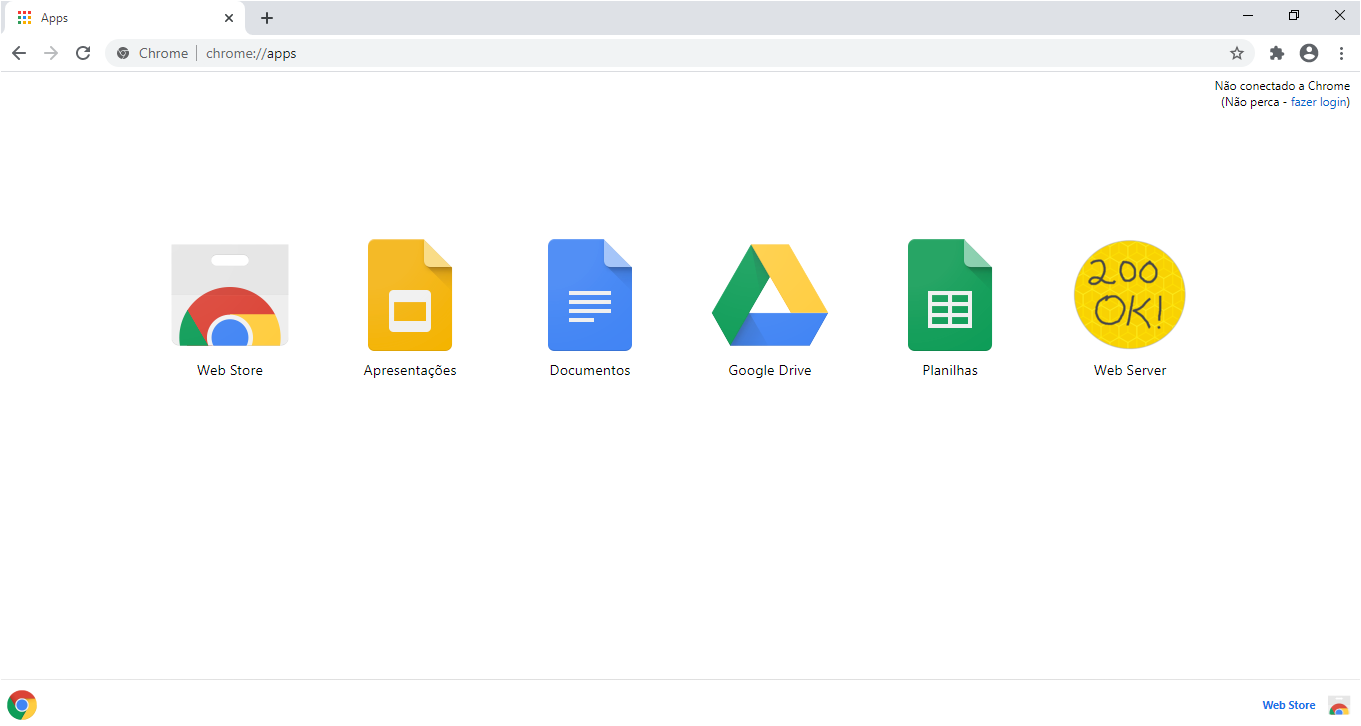 Apps
Chrome
chrome://apps
Não conectado a Chrome
(Não perca - fazer login)
200
OK!
Web Store
Apresentações
Documentos
Google Drive
Planilhas
Web Server
Web Store